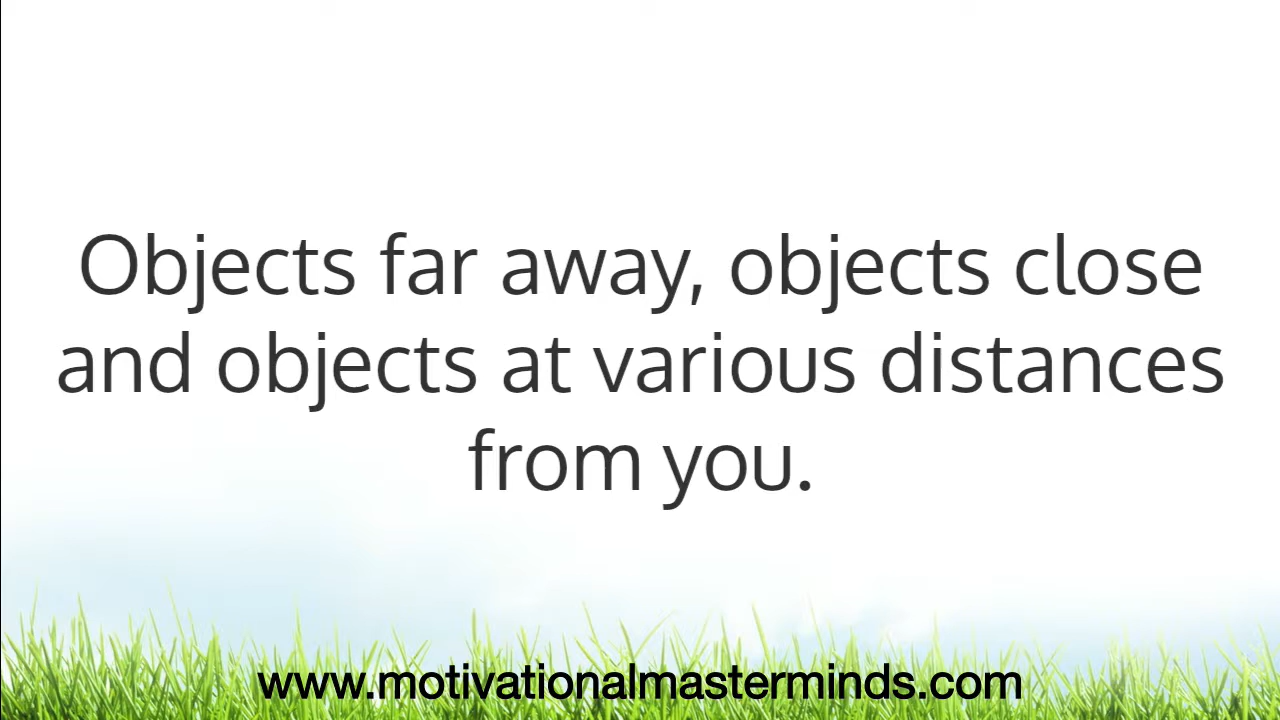 Objects far away, objects close
and objects at various distances
from you.
www.motivationalmasterminds.com